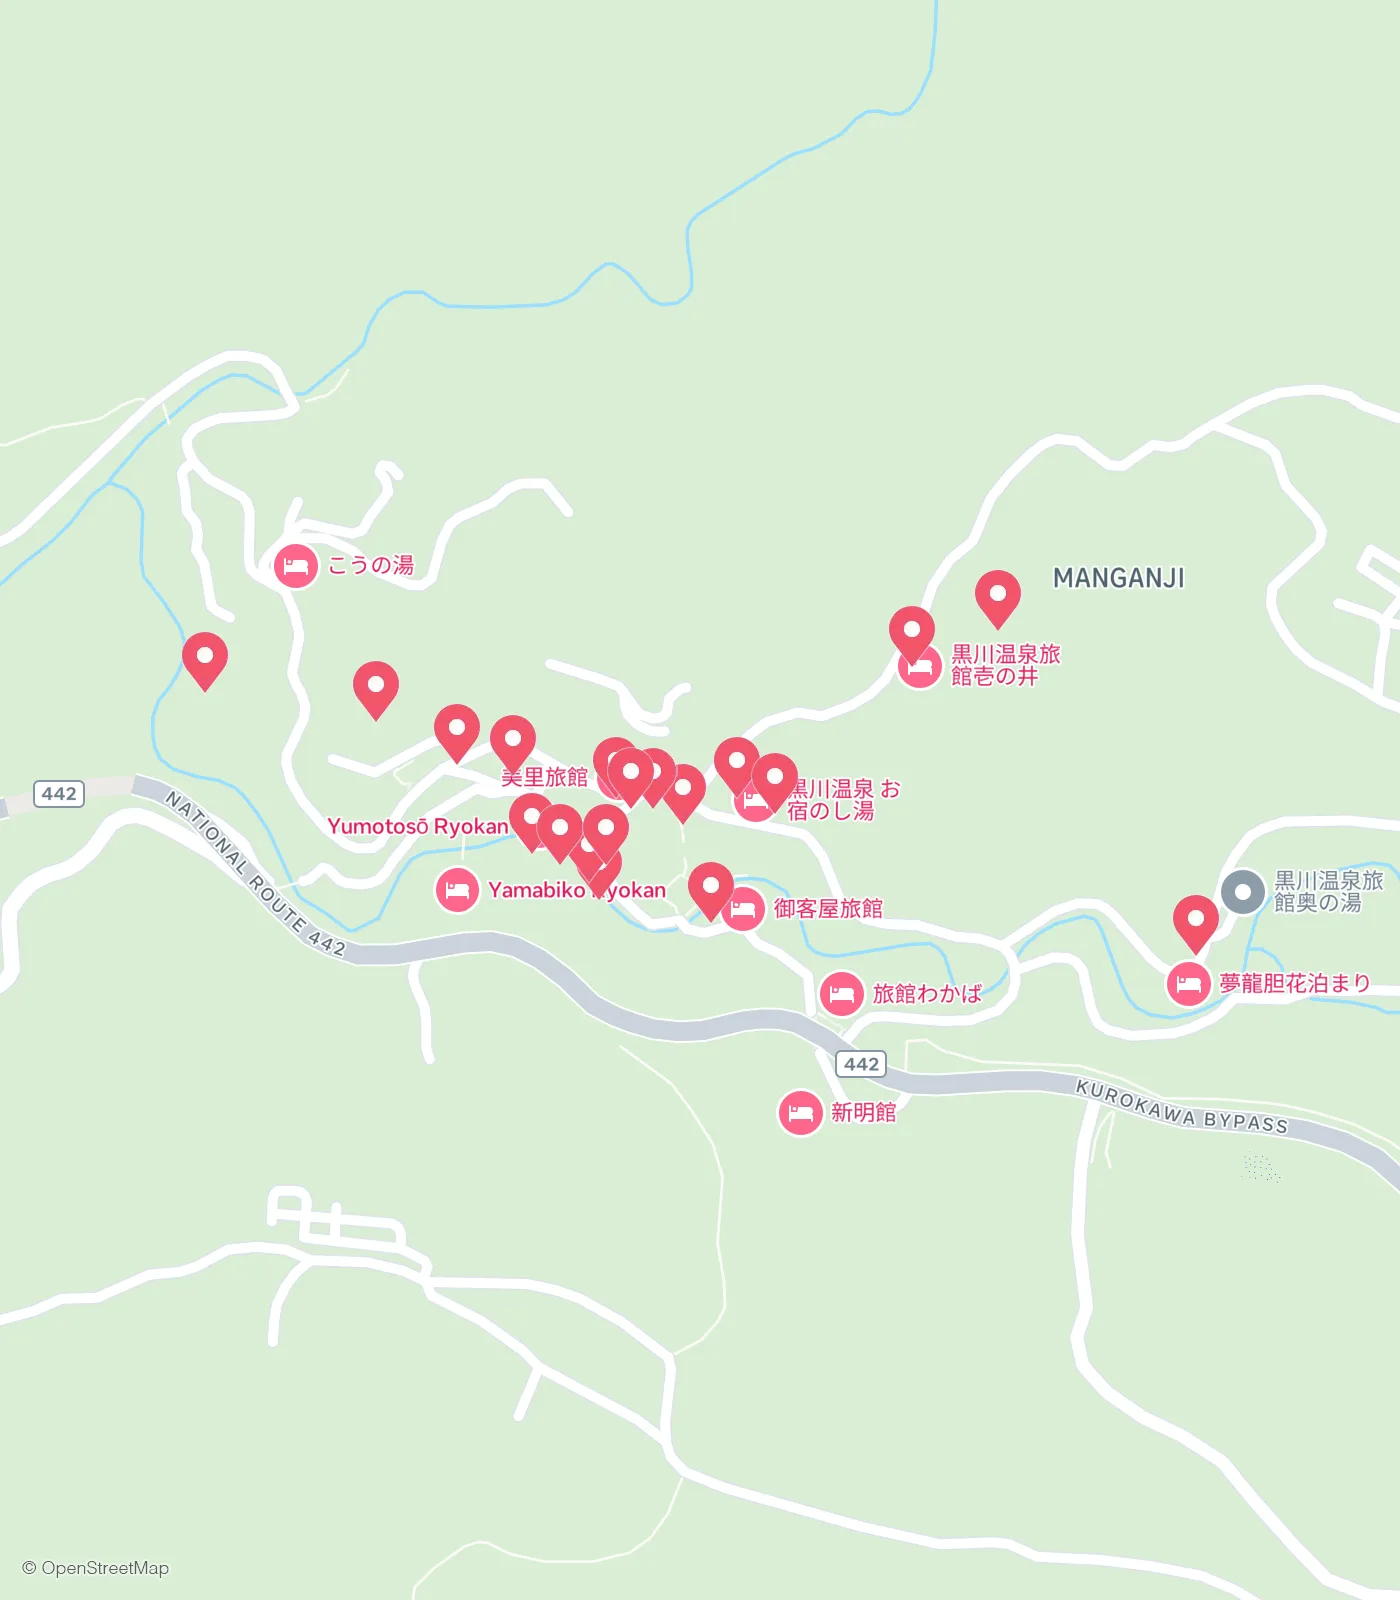 こうの湯
MANGANJI
黒川温泉旅
館壱の井
美里旅館
442
黒川温泉 お
宿のし湯
Yumotosō Ryokan
NATIONAL ROUTE 442
Yamabiko Ryokan
御客屋旅館
黒川温泉旅
館奥の湯
夢龍胆花泊まり
旅館わかば
442
新明館
KUROKAWA BYPASS
© OpenStreetMap